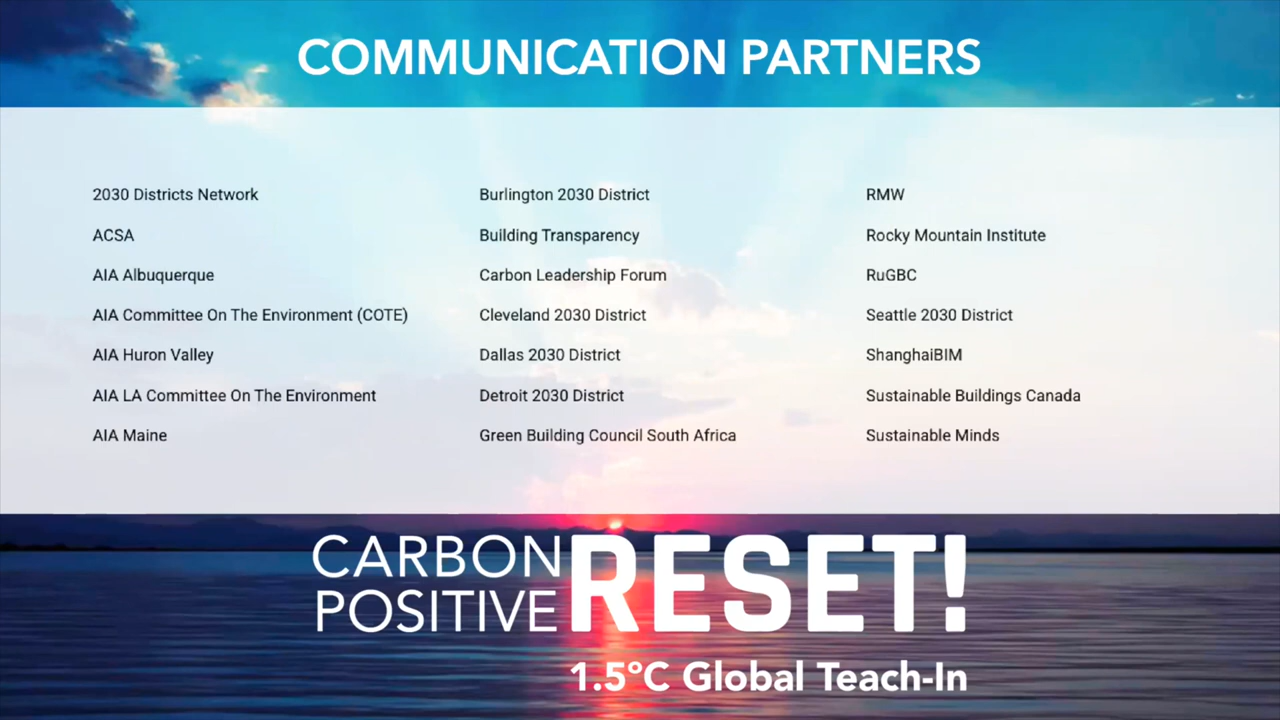 COMMUNICATION PARTNERS
2030 Districts Network
ACSA
AIA Albuquerque
AIA Committee On The Environment (COTE)
AIA Huron Valley
AIA LA Committee On The Environment
AIA Maine
Burlington 2030 District
Building Transparency
Carbon Leadership Forum
Cleveland 2030 District
Dallas 2030 District
Detroit 2030 District
Green Building Council South Africa
RMW
Rocky Mountain Institute
RuGBC
Seattle 2030 District
ShanghaiBIM
Sustainable Buildings Canada
Sustainable Minds
CARBON
POSITIVE
RESET!
1.5°C Global Teach-In